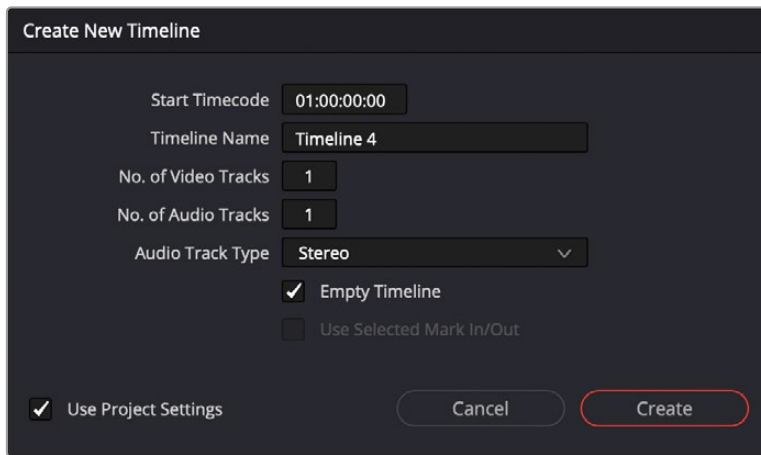 Create New Timeline
Start Timecode 01:00:00:00
Timeline Name Timeline 4
No. of Video Tracks 1
No. of Audio Tracks 1
Audio Track Type Stereo
Empty Timeline
Use Selected Mark In/Out
Use Project Settings Cancel Create